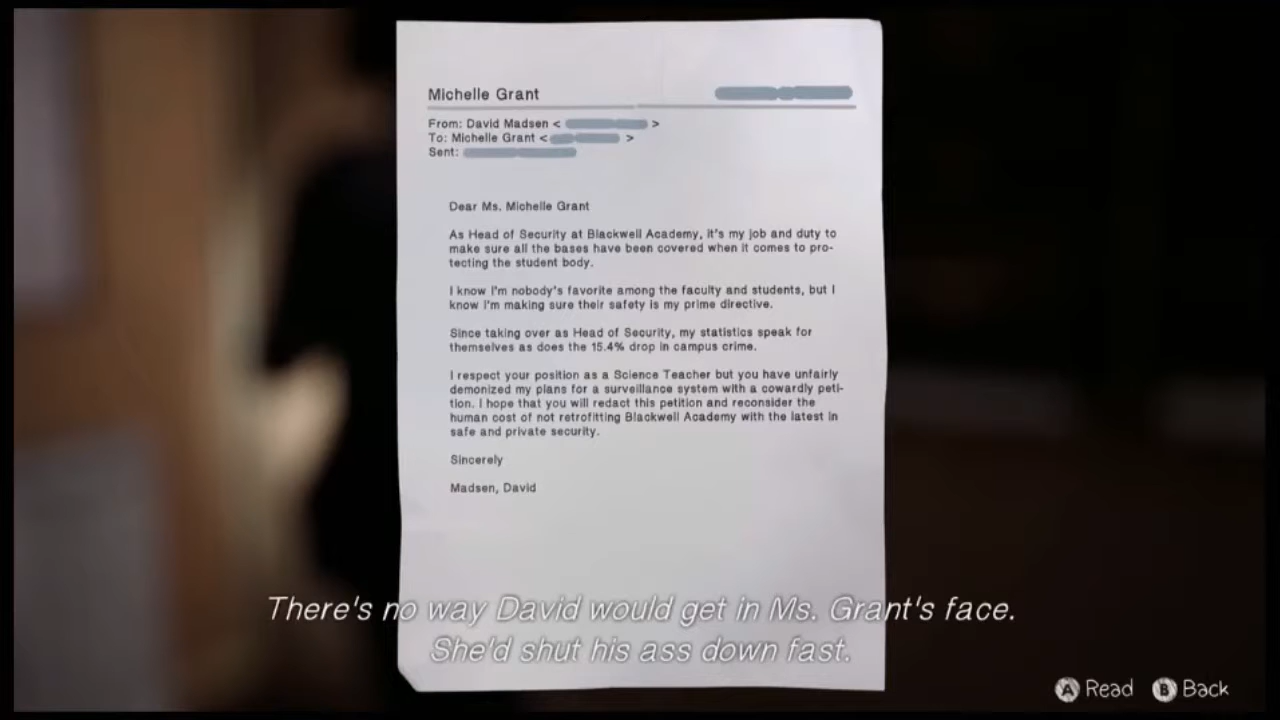 Michelle Grant
From: David Madsen < >
To: Michelle Grant < >
Sent:
Dear Ms. Michelle Grant
As Head of Security at Blackwell Academy, it's my job and duty to
make sure all the bases have been covered when it comes to pro-
tecting the student body.
I know I'm nobody's favorite among the faculty and students, but I
know I'm making sure their safety is my prime directive.
Since taking over as Head of Security, my statistics speak for
themselves as does the 15.4% drop in campus crime.
I respect your position as a Science Teacher but you have unfairly
demonized my plans for a surveillance system with a cowardly peti-
tion. I hope that you will redact this petition and reconsider the
human cost of not retrofitting Blackwell Academy with the latest in
safe and private security.
Sincerely
Madsen, David
There's no way David would get in Ms. Grant's face.
She'd shut his ass down fast.
A Read B Back